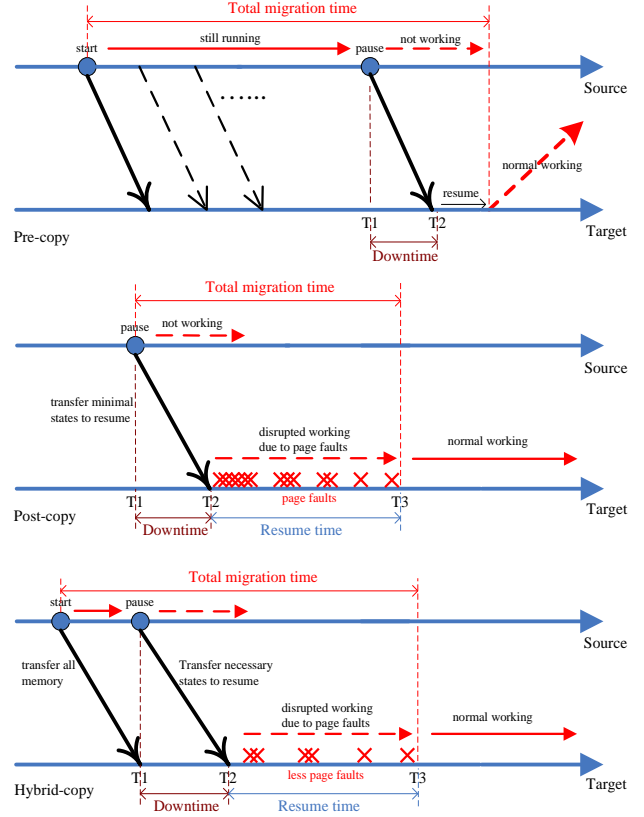 Total migration time
start
still running
pause
not working
......
Source
normal working
resume
T1
T2
Target
Pre-copy
Downtime
Total migration time
pause
not working
Source
transfer minimal
states to resume
disrupted working
due to page faults
normal working
T1
T2
page faults
T3
Target
Post-copy
Downtime
Resume time
Total migration time
start
pause
Source
transfer all
memory
Transfer necessary
states to resume
disrupted working
due to page faults
normal working
T1
T2
less page faults
T3
Target
Hybrid-copy
Downtime
Resume time